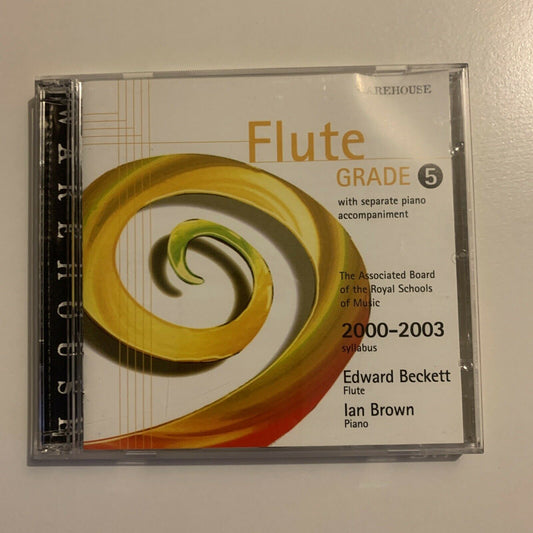 WAREHOUSE
AREHOUSE
Flute
GRADE 5
with separate piano
accompaniment
The Associated Board
of the Royal Schools
of Music
2000-2003
syllabus
Edward Beckett
Flute
Ian Brown
Piano